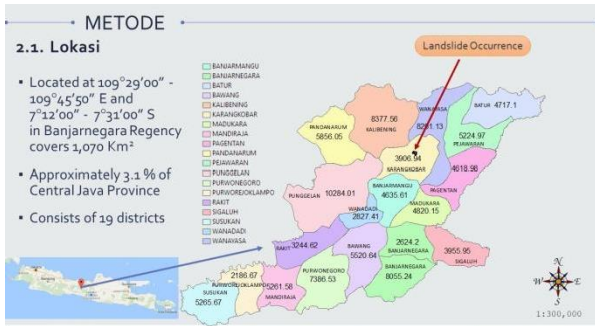 METODE
2.1. Lokasi
▪ Located at 109°29'00" -
109°45'50" E and
7°12'00" - 7°31'00" S
in Banjarnegara Regency
covers 1,070 Km²
▪ Approximately 3.1 % of
Central Java Province
▪ Consists of 19 districts
BANJARMANGU
BANJARNEGARA
BATUR
BAWANG
KALIBENING
KARANGKOBAR
MADUKARA
MANDIRAJA
PAGENTAN
PANDANARUM
PEJAWARAN
PUNGGELAN
PURWONEGORO
PURWOREJOKLAMPO
RAKIT
SIGALUH
SUSUKAN
WANADADI
WANAYASA
Landslide Occurrence
BATUR 4717.1
WANAYASA
8201.13
8377.56
KALIBENING
PANDANARUM
5856.05
5224.97
PEJAWARAN
3906.94
KARANGKOBAR
4618.96
PAGENTAN
BANJARMANGU
4635.61
PUNGGELAN 10284.01
MADUKARA
4820.15
WANADADI
2827.41
RAKIT 3244.62
BAWANG
5520.64
2624.2
BANJARNEGARA
3955.95
SIGALUH
BANJARNEGARA
8055.24
PURWONEGORO
7386.53
2186.67
PURWOREJOKLAMPO
5261.58
MANDIRAJA
SUSUKAN
5265.67
N
W E
S
1:300,000